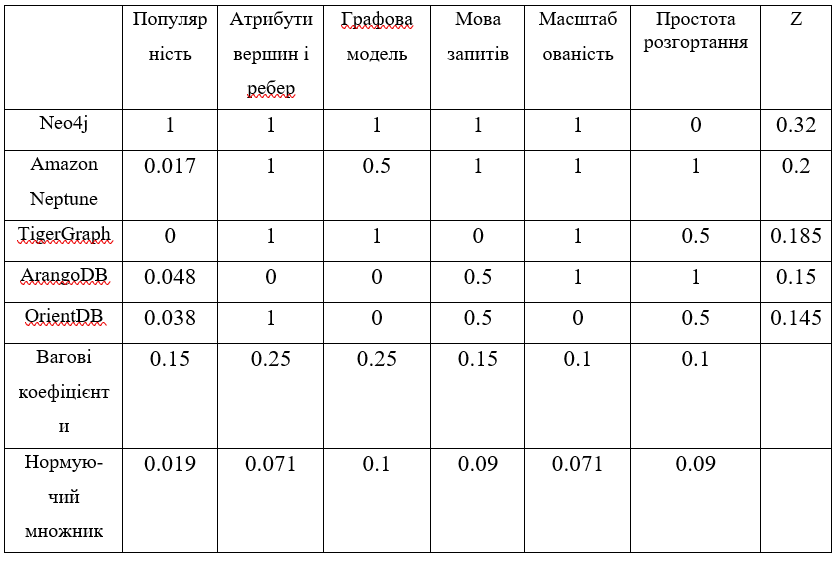 Популяр Атрибути Графова Мова Масштаб Простота Z
ність вершин і модель запитів ованість розгортання
ребер
Neo4j 1 1 1 1 1 0 0.32
Amazon 0.017 1 0.5 1 1 1 0.2
Neptune
TigerGraph 0 1 1 0 1 0.5 0.185
ArangoDB 0.048 0 0 0.5 1 1 0.15
OrientDB 0.038 1 0 0.5 0 0.5 0.145
Вагові 0.15 0.25 0.25 0.15 0.1 0.1
коефіцієнт
и
Нормую- 0.019 0.071 0.1 0.09 0.071 0.09
чий
множник